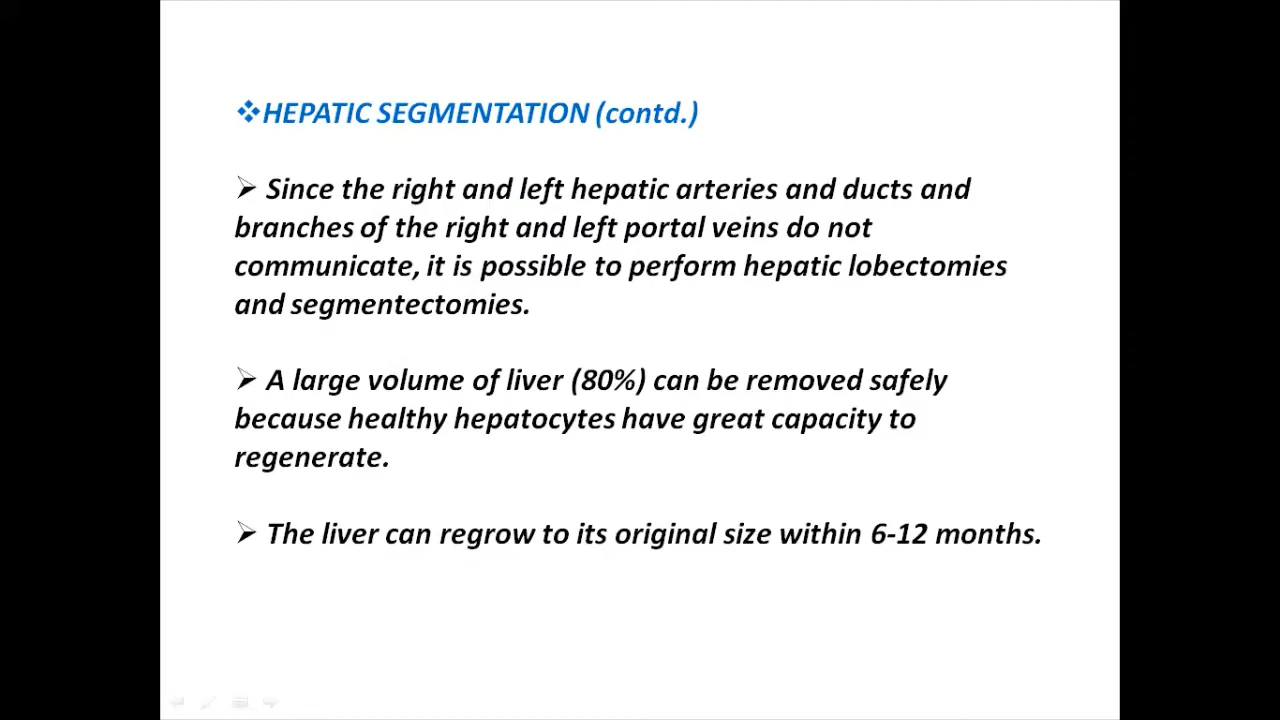 ❖HEPATIC SEGMENTATION (contd.)
➢ Since the right and left hepatic arteries and ducts and
branches of the right and left portal veins do not
communicate, it is possible to perform hepatic lobectomies
and segmentectomies.
➢ A large volume of liver (80%) can be removed safely
because healthy hepatocytes have great capacity to
regenerate.
➢ The liver can regrow to its original size within 6-12 months.